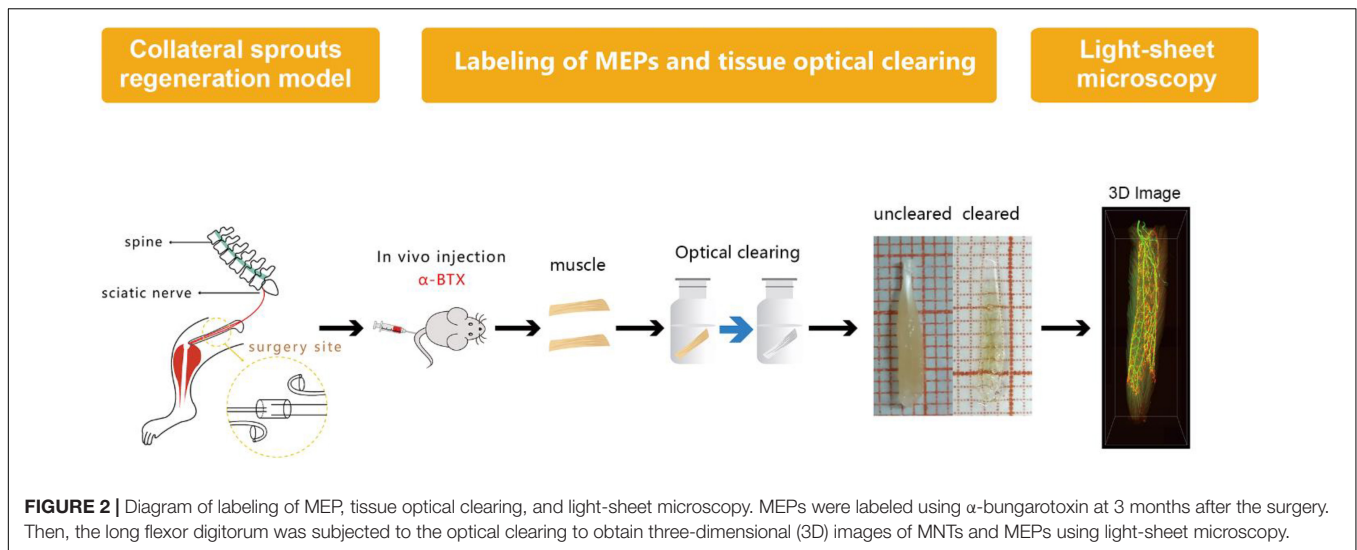 Collateral sprouts
regeneration model
Labeling of MEPs and tissue optical clearing
Light-sheet
microscopy
spine
sciatic nerve
surgery site
In vivo injection
α-BTX
muscle
Optical clearing
uncleared cleared
3D Image
FIGURE 2 | Diagram of labeling of MEP, tissue optical clearing, and light-sheet microscopy. MEPs were labeled using α-bungarotoxin at 3 months after the surgery.
Then, the long flexor digitorum was subjected to the optical clearing to obtain three-dimensional (3D) images of MNTs and MEPs using light-sheet microscopy.